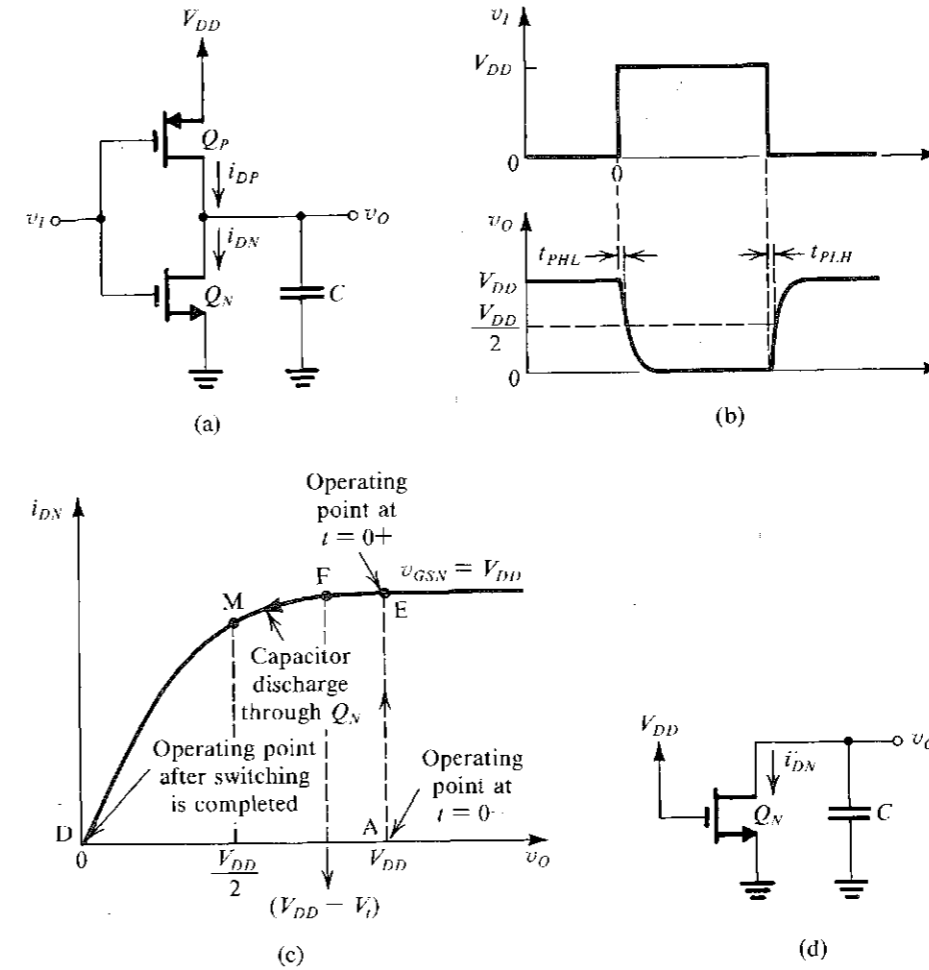 V_DD
Q_P
i_DP
v_I
v_O
i_DN
Q_N
C
(a)
v_I
V_DD
0
0
v_O
t_PHL
t_PLH
V_DD
V_DD
2
0
(b)
i_DN
Operating
point at
t = 0+
v_GSN = V_DD
F
M
E
Capacitor
discharge
through Q_N
Operating point
after switching
is completed
Operating
point at
t = 0-
D
A
0
V_DD
2
V_DD
v_O
(V_DD − V_t)
(c)
V_DD
i_DN
Q_N
C
(d)